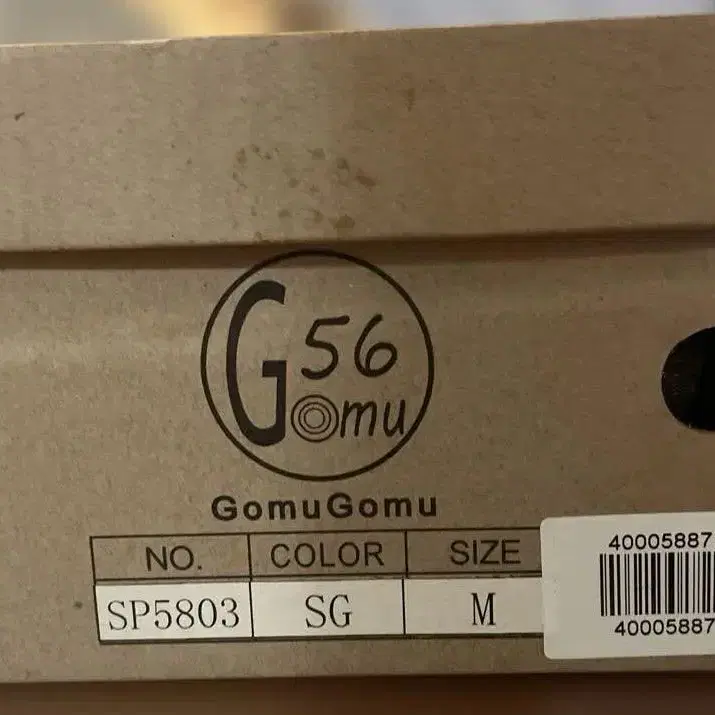 G56
Gomu
GomuGomu
NO. COLOR SIZE
SP5803 SG M
40005887
40005887